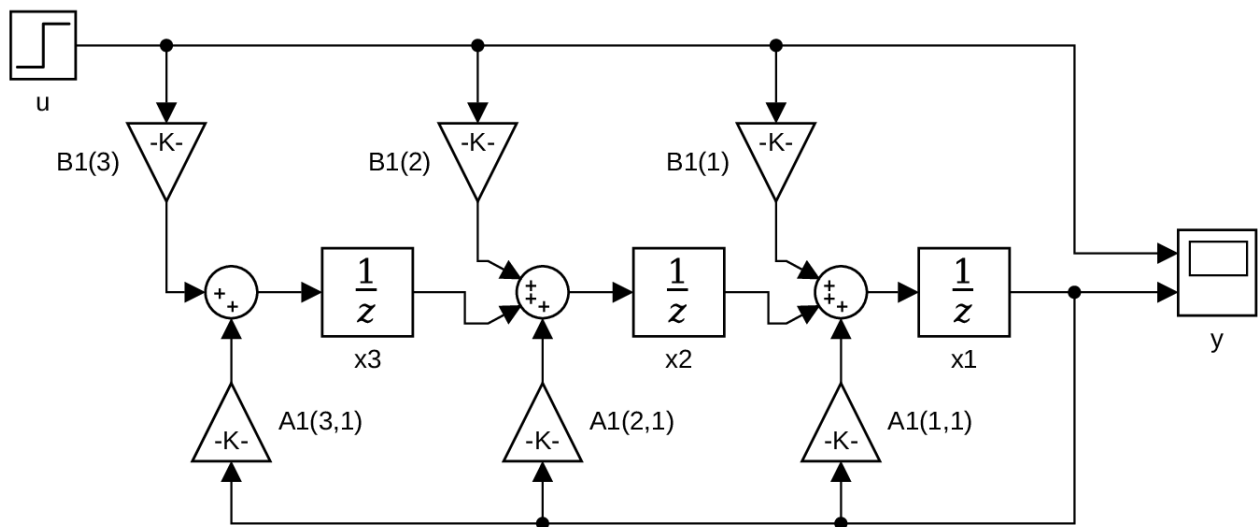 u
-K-
-K-
-K-
B1(3)
B1(2)
B1(1)
+
+
1
z
x3
+
+
+
1
z
x2
+
+
+
1
z
x1
y
A1(3,1)
-K-
A1(2,1)
-K-
A1(1,1)
-K-